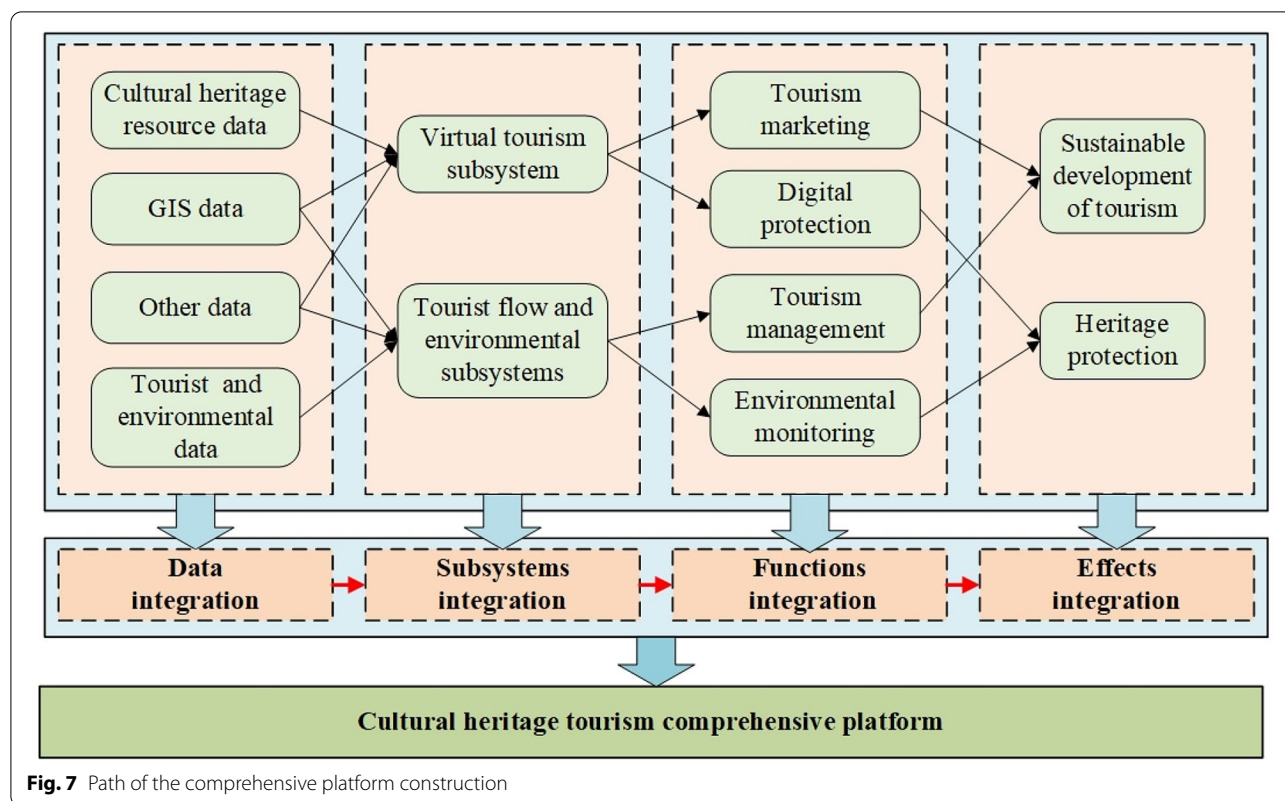 Cultural heritage
resource data
GIS data
Other data
Tourist and
environmental
data
Virtual tourism
subsystem
Tourist flow and
environmental
subsystems
Tourism
marketing
Digital
protection
Tourism
management
Environmental
monitoring
Sustainable
development
of tourism
Heritage
protection
Data
integration
Subsystems
integration
Functions
integration
Effects
integration
Cultural heritage tourism comprehensive platform
Fig. 7 Path of the comprehensive platform construction